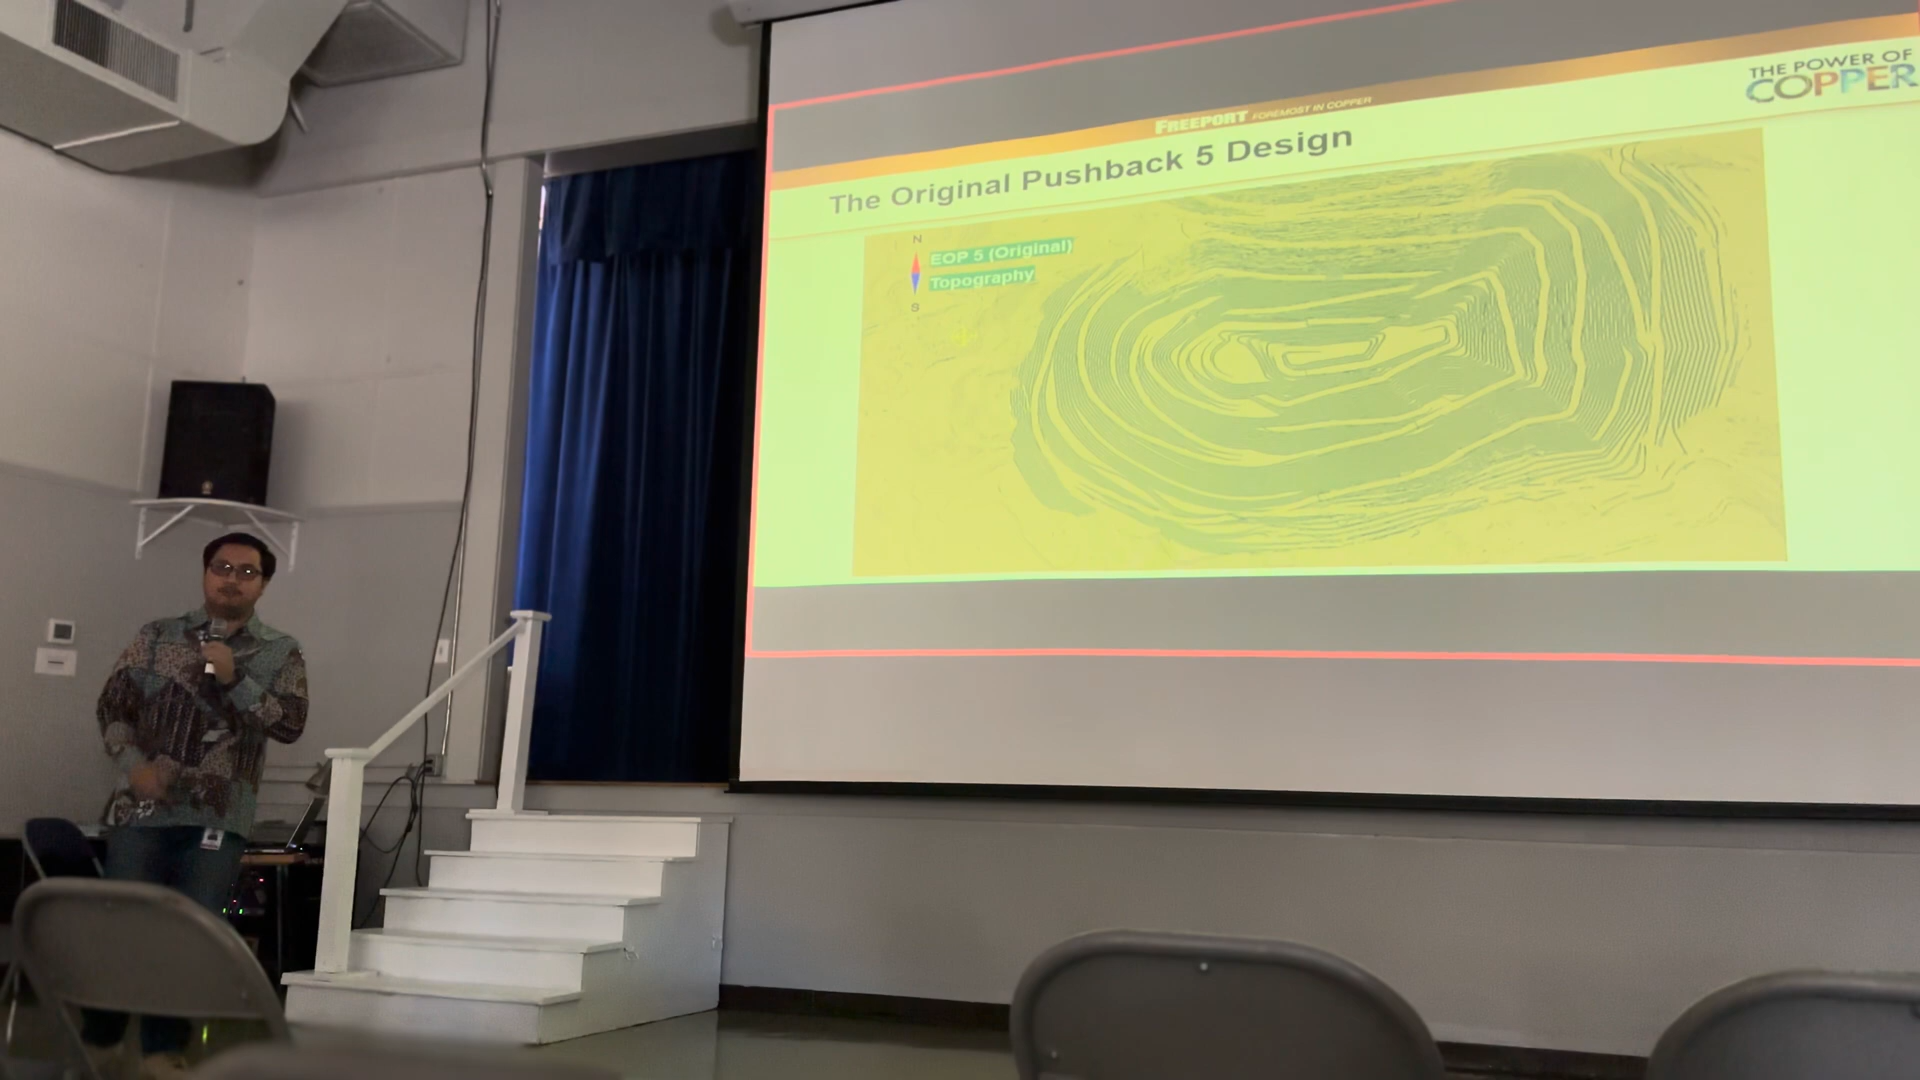 THE POWER OF
COPPER
FREEPORT FOREMOST IN COPPER
The Original Pushback 5 Design
N
EOP 5 (Original)
Topography
S